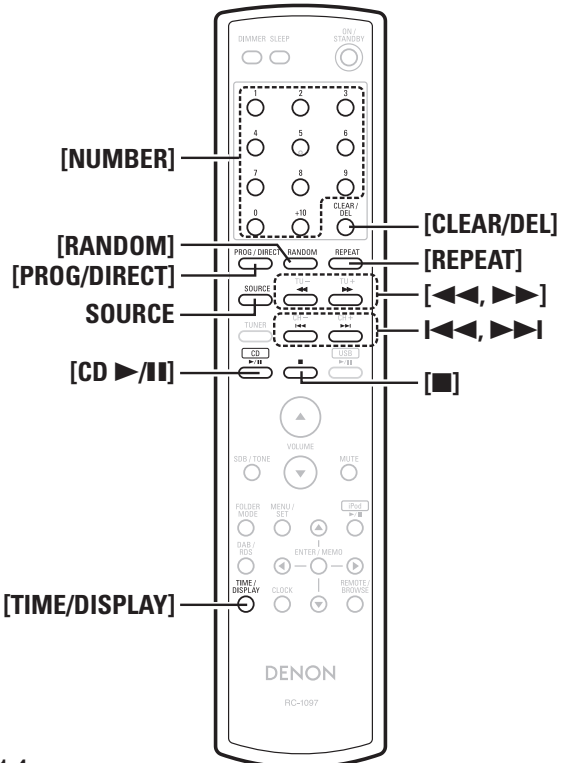 DIMMER SLEEP
ON /
STANDBY
1 2 3
4 5 6
[NUMBER]
7 8 9
CLEAR /
DEL
0 +10
[CLEAR/DEL]
[RANDOM]
PROG / DIRECT RANDOM REPEAT
[REPEAT]
[PROG/DIRECT]
SOURCE TU − TU +
◀◀ ▶▶
[◀◀, ▶▶]
SOURCE
TUNER CH − CH +
I◀◀ ▶▶I
I◀◀, ▶▶I
CD USB
▶/II ■ ▶/II
[CD ▶/II]
[■]
VOLUME
SDB / TONE MUTE
FOLDER
MODE
MENU /
SET
iPod
▶/II
DAB /
RDS
ENTER / MEMO
[TIME/DISPLAY]
TIME /
DISPLAY
CLOCK
REMOTE /
BROWSE
DENON
RC-1097